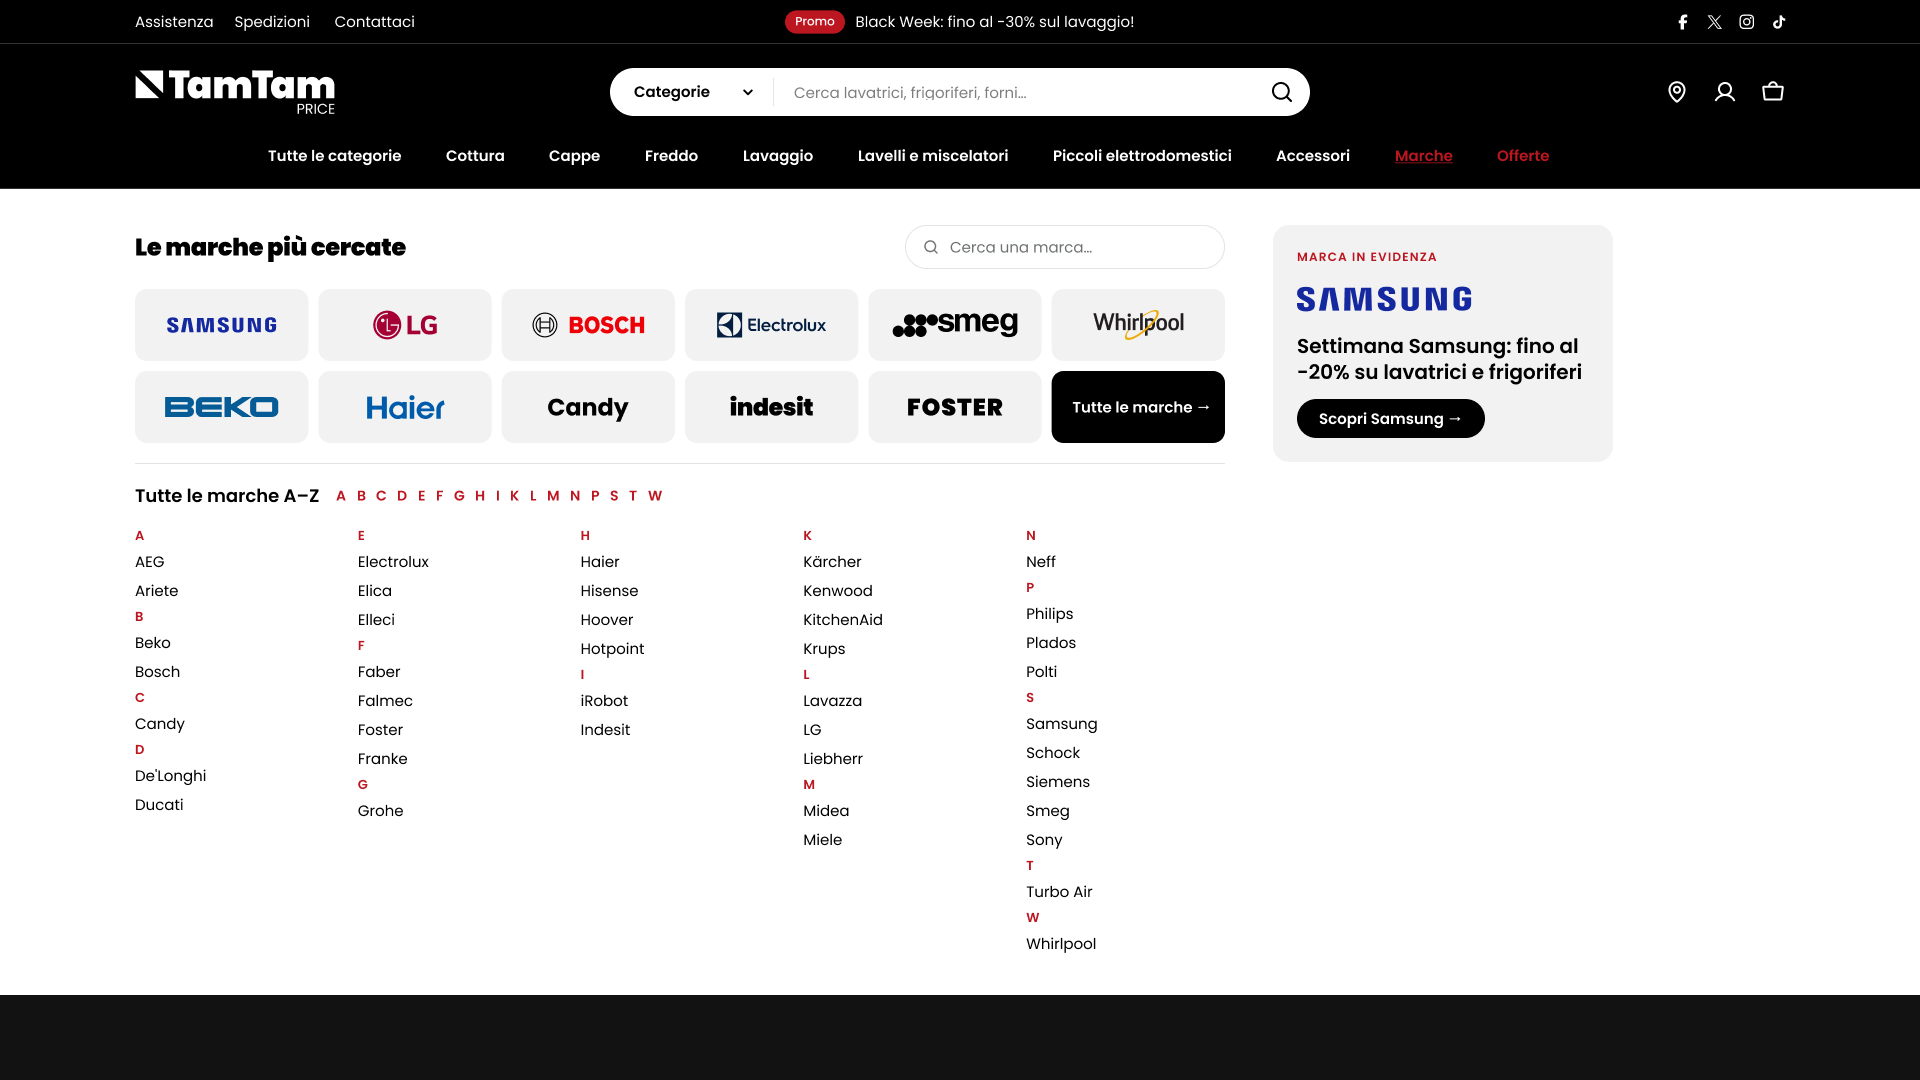 Assistenza Spedizioni Contattaci
Promo Black Week: fino al -30% sul lavaggio!
TamTam
PRICE
Categorie
Cerca lavatrici, frigoriferi, forni...
Tutte le categorie Cottura Cappe Freddo Lavaggio Lavelli e miscelatori Piccoli elettrodomestici Accessori Marche Offerte
Le marche più cercate
Cerca una marca...
SAMSUNG LG BOSCH Electrolux smeg Whirlpool
BEKO Haier Candy indesit FOSTER Tutte le marche →
MARCA IN EVIDENZA
SAMSUNG
Settimana Samsung: fino al
-20% su lavatrici e frigoriferi
Scopri Samsung →
Tutte le marche A–Z A B C D E F G H I K L M N P S T W
A
AEG
Ariete
B
Beko
Bosch
C
Candy
D
De'Longhi
Ducati
E
Electrolux
Elica
Elleci
F
Faber
Falmec
Foster
Franke
G
Grohe
H
Haier
Hisense
Hoover
Hotpoint
I
iRobot
Indesit
K
Kärcher
Kenwood
KitchenAid
Krups
L
Lavazza
LG
Liebherr
M
Midea
Miele
N
Neff
P
Philips
Plados
Polti
S
Samsung
Schock
Siemens
Smeg
Sony
T
Turbo Air
W
Whirlpool